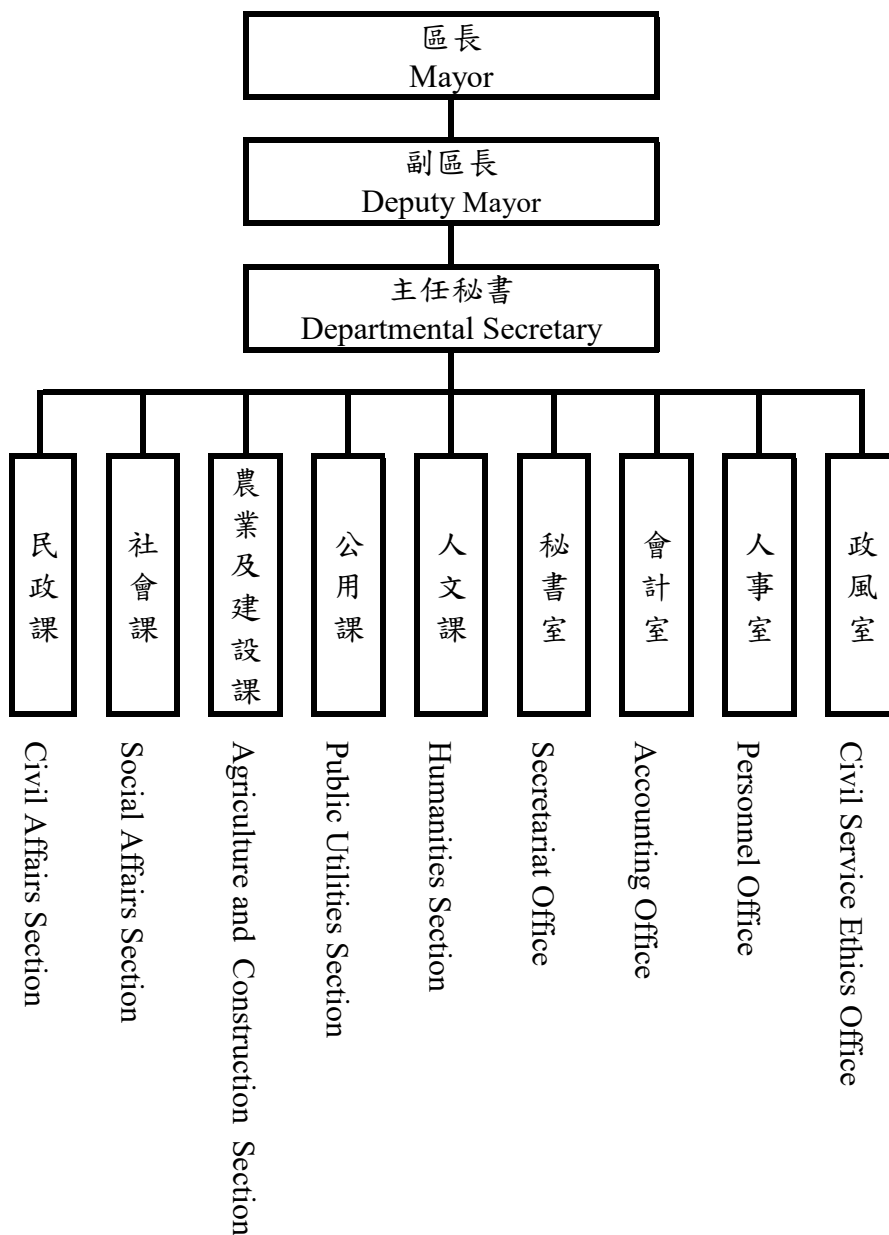 區長
Mayor
副區長
Deputy Mayor
主任秘書
Departmental Secretary
民政課
社會課
農業及建設課
公用課
人文課
秘書室
會計室
人事室
政風室
Civil Affairs Section
Social Affairs Section
Agriculture and Construction Section
Public Utilities Section
Humanities Section
Secretariat Office
Accounting Office
Personnel Office
Civil Service Ethics Office